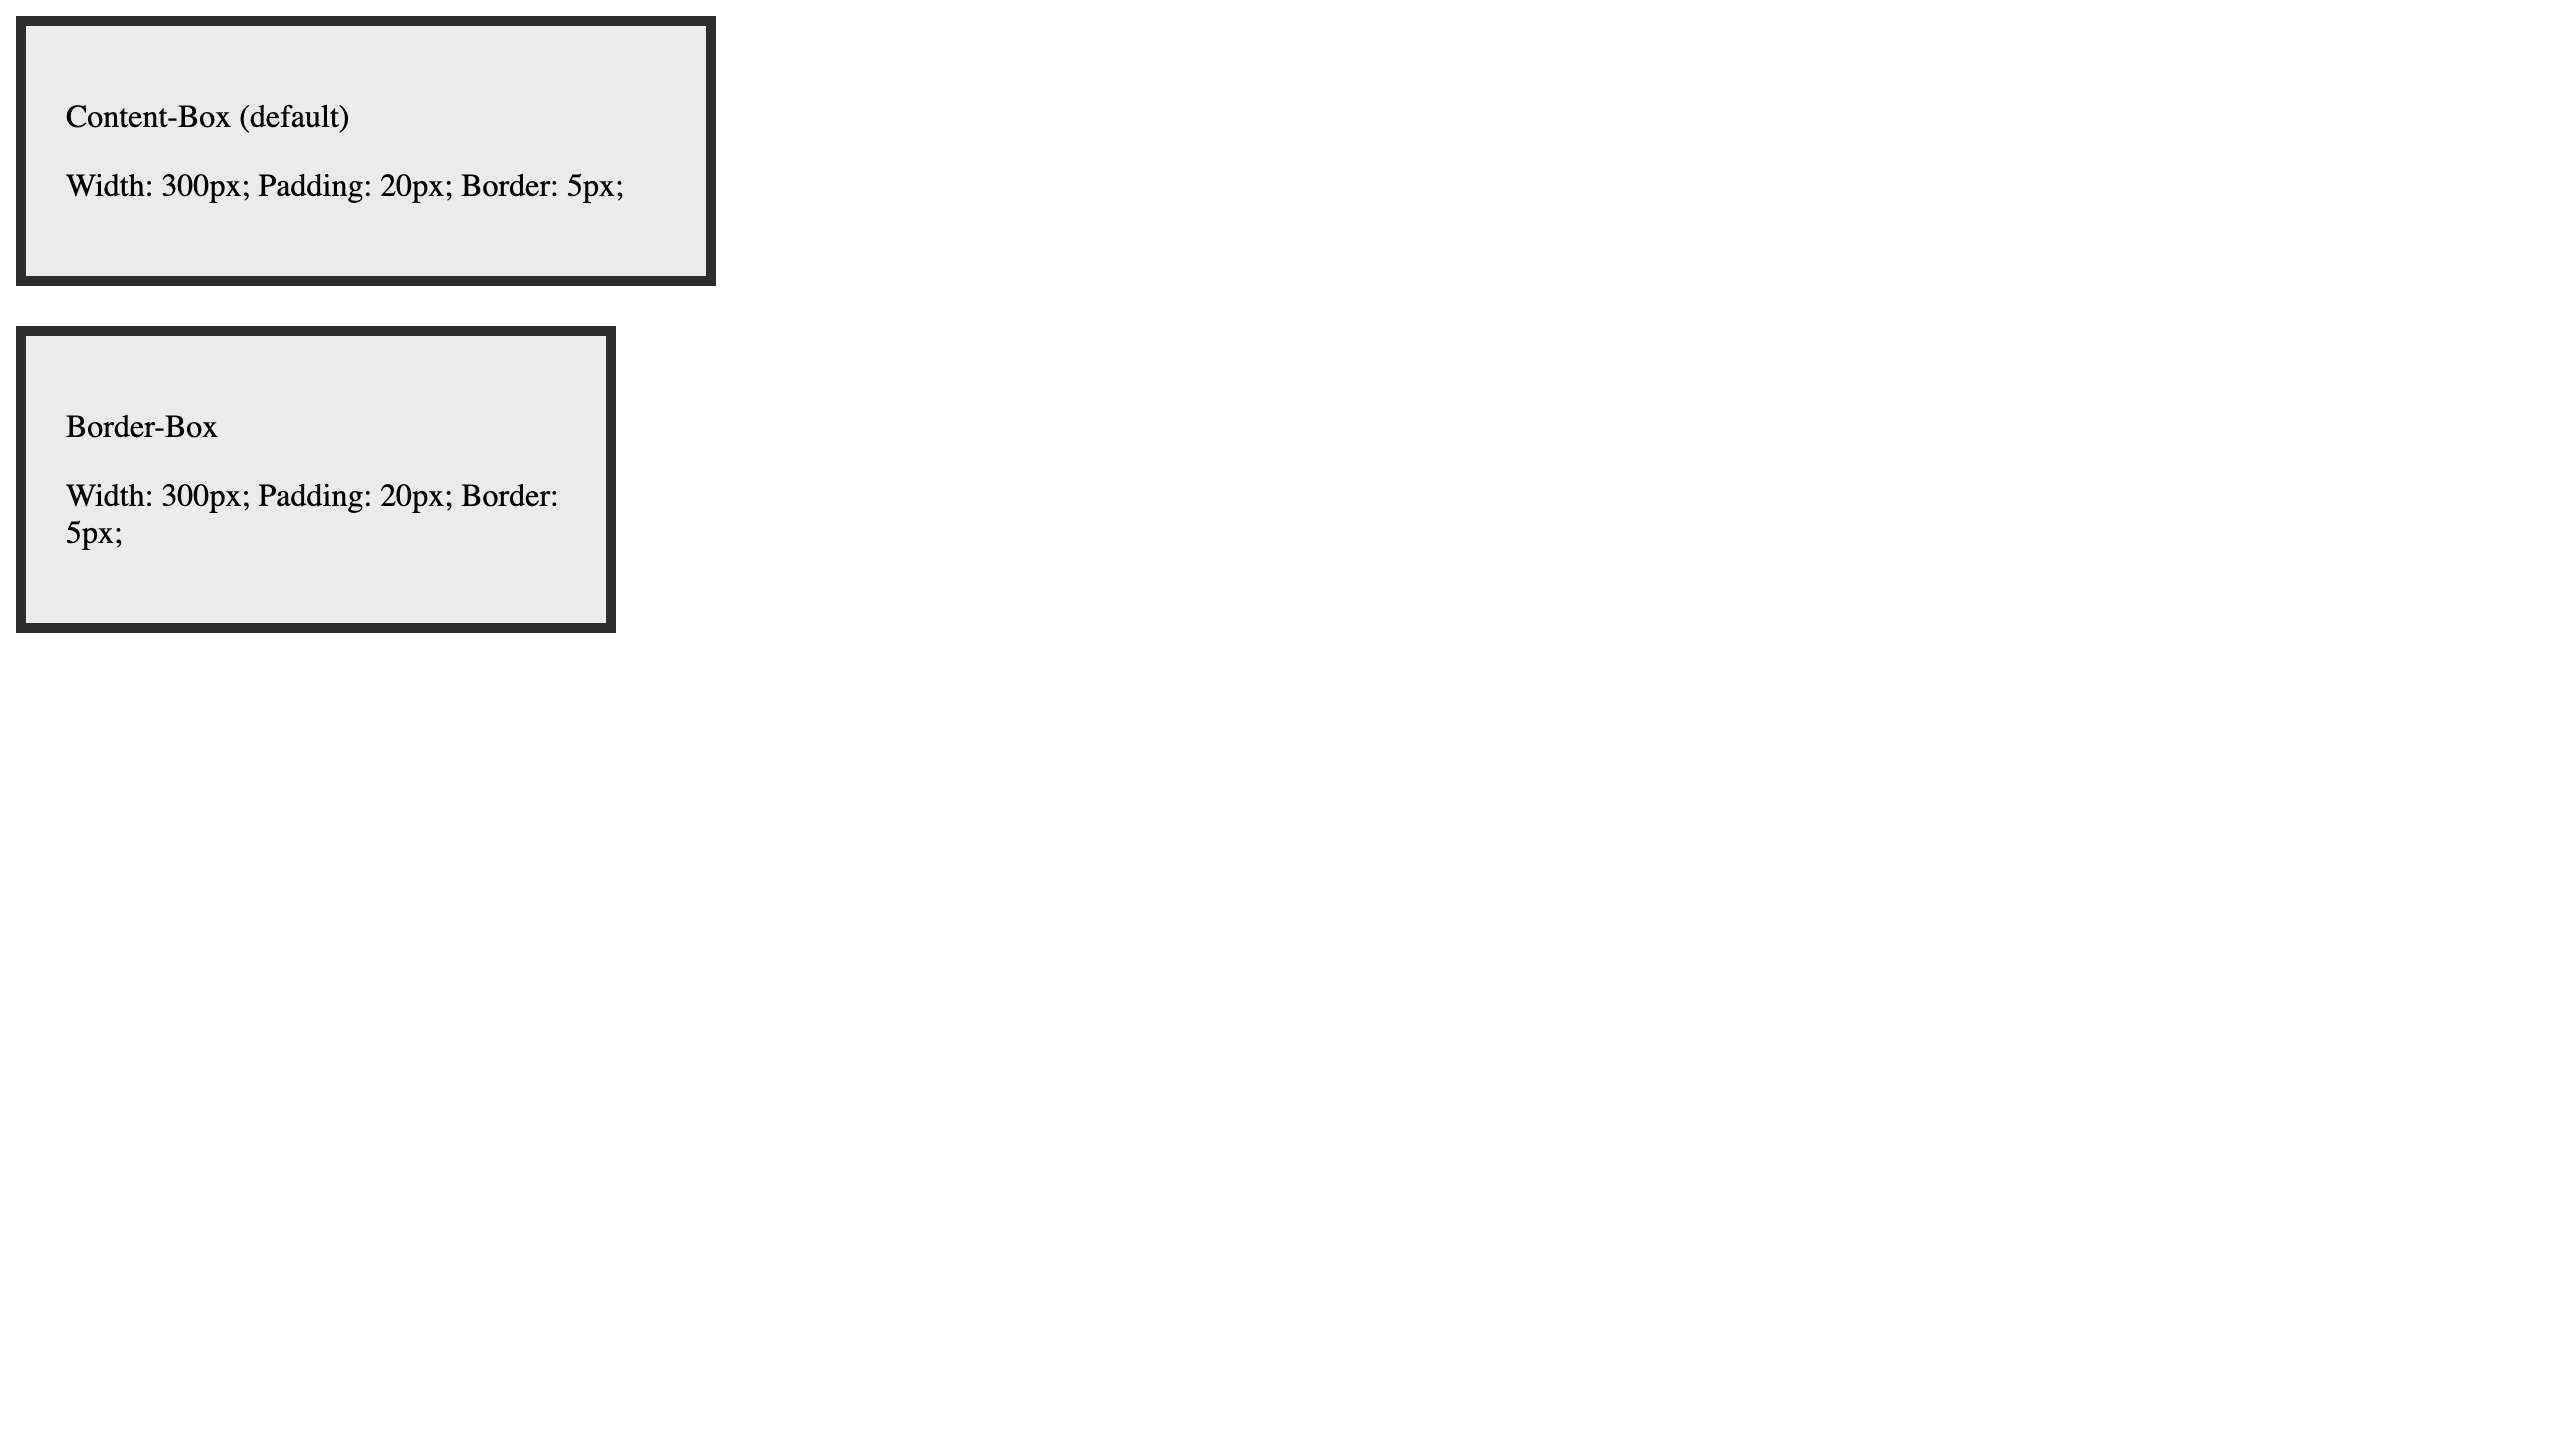 Content-Box (default)
Width: 300px; Padding: 20px; Border: 5px;
Border-Box
Width: 300px; Padding: 20px; Border:
5px;